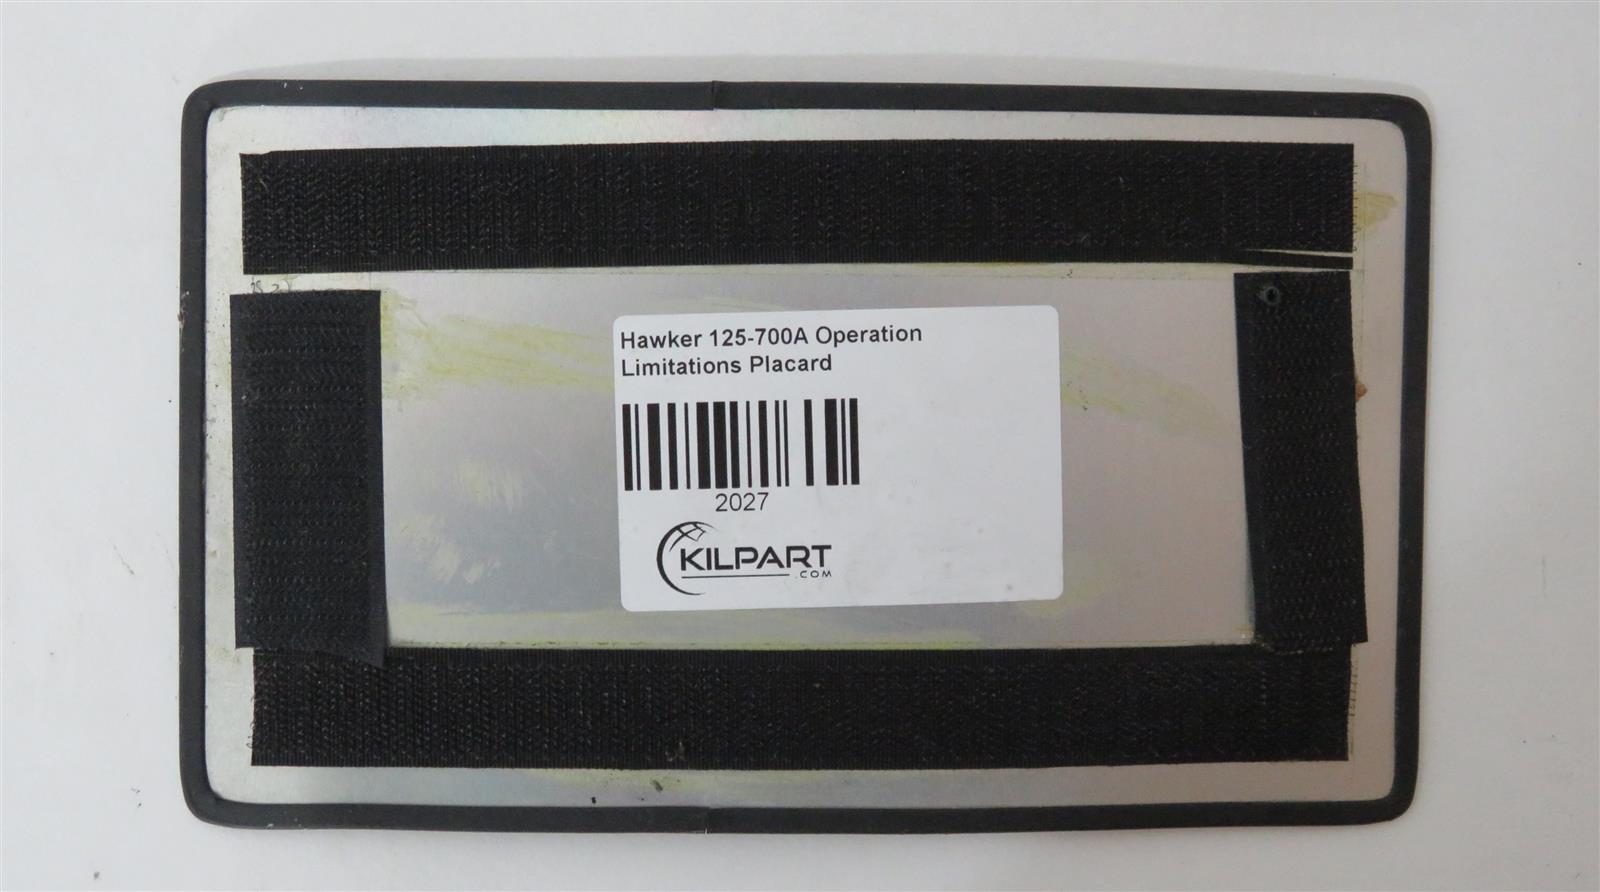 Hawker 125-700A Operation
Limitations Placard
2027
KILPART
.COM